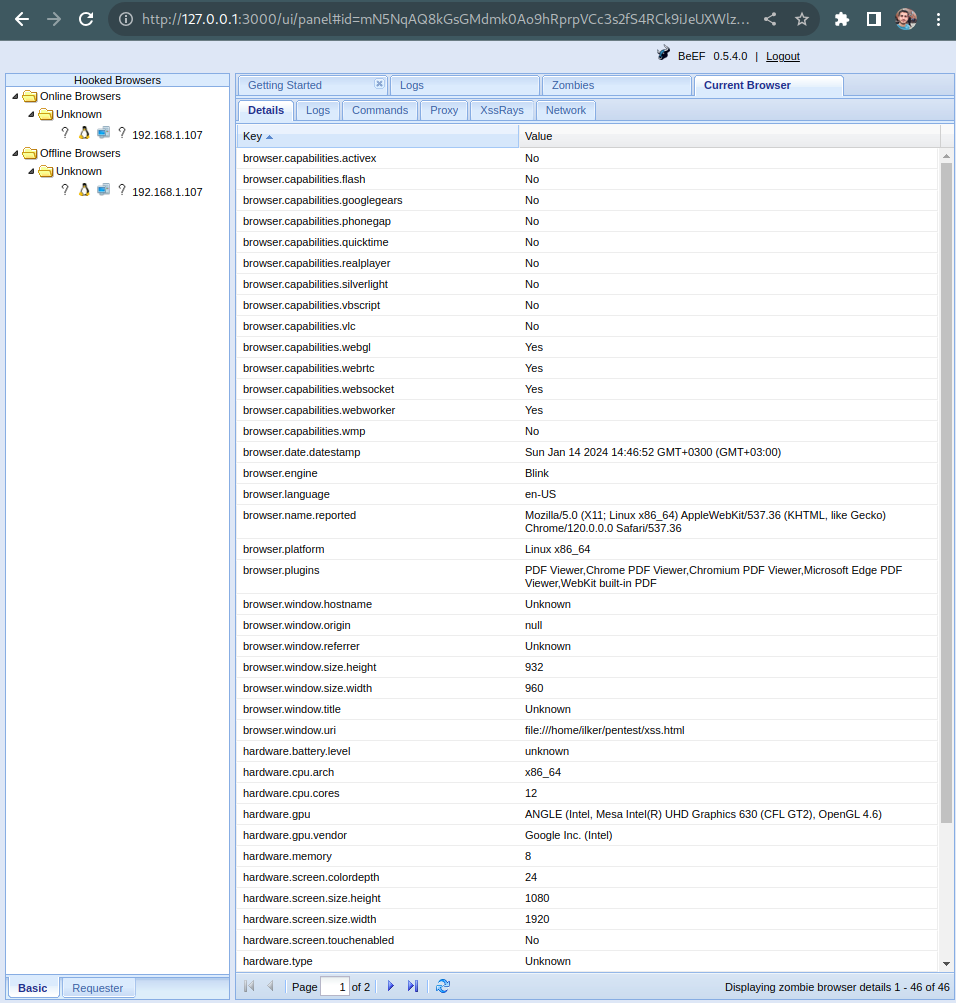 http://127.0.0.1:3000/ui/panel#id=mN5NqAQ8kGsGMdmk0Ao9hRprpVCc3s2fS4RCk9iJeUXWlz...
BeEF 0.5.4.0 | Logout
Hooked Browsers
Online Browsers
Unknown
? ? 192.168.1.107
Offline Browsers
Unknown
? ? 192.168.1.107
Basic Requester
Getting Started Logs Zombies Current Browser
Details Logs Commands Proxy XssRays Network
Key Value
browser.capabilities.activex No
browser.capabilities.flash No
browser.capabilities.googlegears No
browser.capabilities.phonegap No
browser.capabilities.quicktime No
browser.capabilities.realplayer No
browser.capabilities.silverlight No
browser.capabilities.vbscript No
browser.capabilities.vlc No
browser.capabilities.webgl Yes
browser.capabilities.webrtc Yes
browser.capabilities.websocket Yes
browser.capabilities.webworker Yes
browser.capabilities.wmp No
browser.date.datestamp Sun Jan 14 2024 14:46:52 GMT+0300 (GMT+03:00)
browser.engine Blink
browser.language en-US
browser.name.reported Mozilla/5.0 (X11; Linux x86_64) AppleWebKit/537.36 (KHTML, like Gecko)
Chrome/120.0.0.0 Safari/537.36
browser.platform Linux x86_64
browser.plugins PDF Viewer,Chrome PDF Viewer,Chromium PDF Viewer,Microsoft Edge PDF
Viewer,WebKit built-in PDF
browser.window.hostname Unknown
browser.window.origin null
browser.window.referrer Unknown
browser.window.size.height 932
browser.window.size.width 960
browser.window.title Unknown
browser.window.uri file:///home/ilker/pentest/xss.html
hardware.battery.level unknown
hardware.cpu.arch x86_64
hardware.cpu.cores 12
hardware.gpu ANGLE (Intel, Mesa Intel(R) UHD Graphics 630 (CFL GT2), OpenGL 4.6)
hardware.gpu.vendor Google Inc. (Intel)
hardware.memory 8
hardware.screen.colordepth 24
hardware.screen.size.height 1080
hardware.screen.size.width 1920
hardware.screen.touchenabled No
hardware.type Unknown
Page 1 of 2 Displaying zombie browser details 1 - 46 of 46